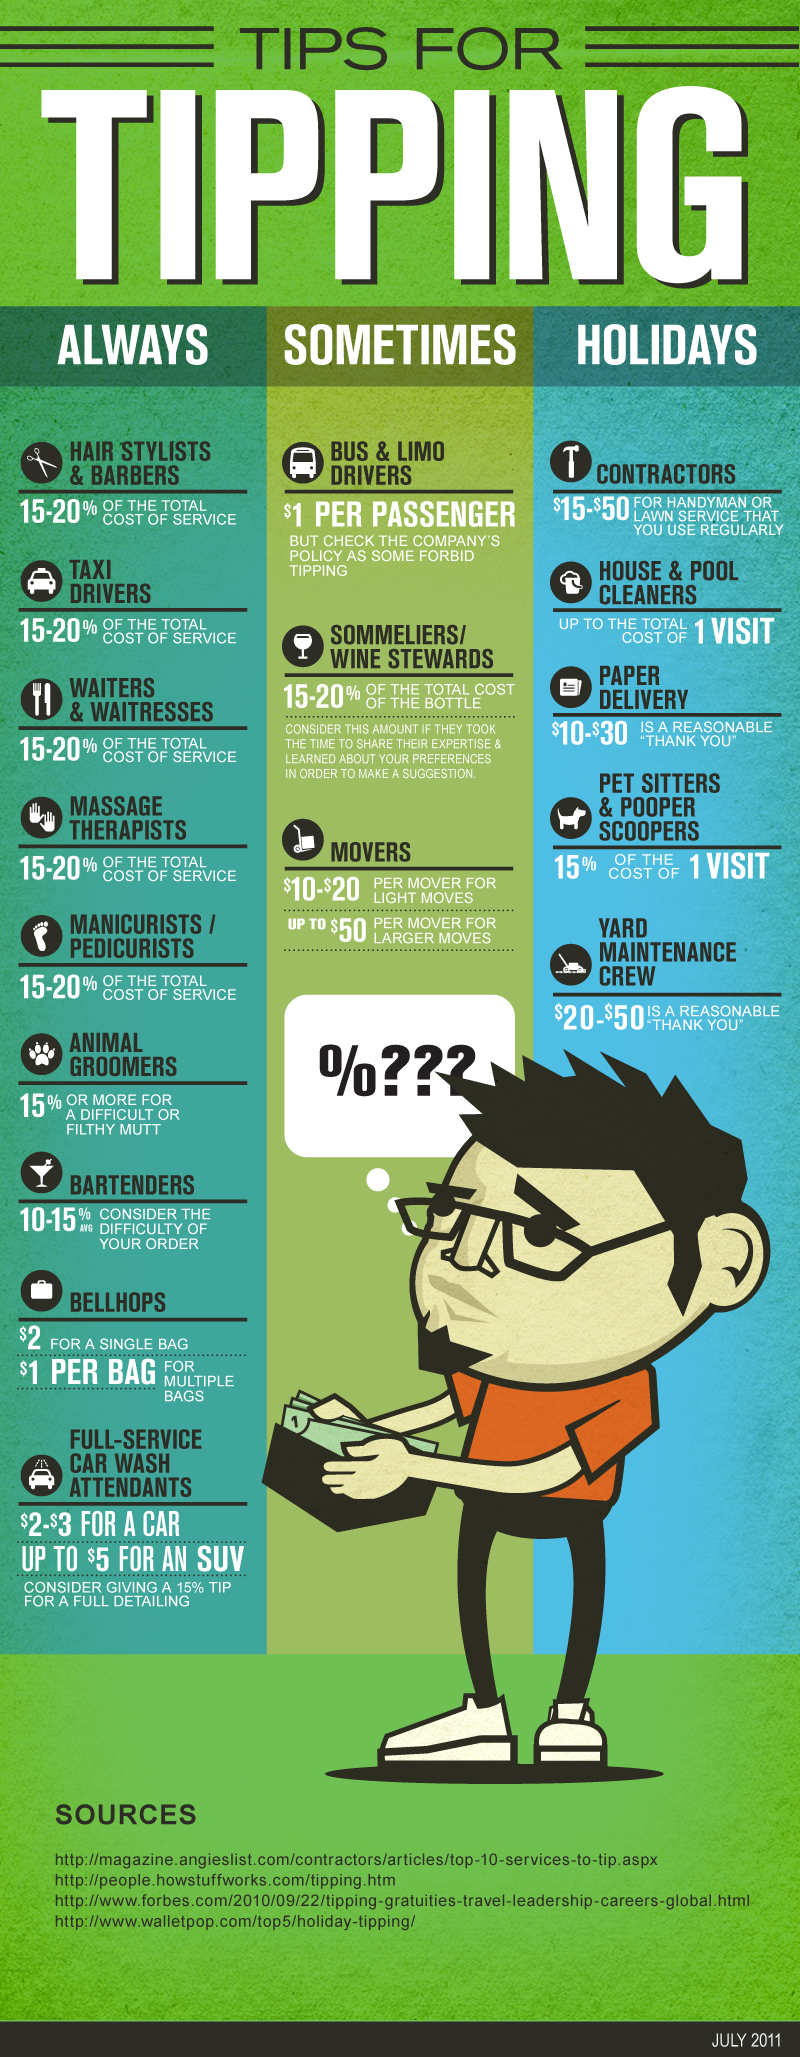 TIPS FOR
TIPPING
ALWAYS
HAIR STYLISTS
& BARBERS
15-20% OF THE TOTAL
COST OF SERVICE
TAXI
DRIVERS
15-20% OF THE TOTAL
COST OF SERVICE
WAITERS
& WAITRESSES
15-20% OF THE TOTAL
COST OF SERVICE
MASSAGE
THERAPISTS
15-20% OF THE TOTAL
COST OF SERVICE
MANICURISTS /
PEDICURISTS
15-20% OF THE TOTAL
COST OF SERVICE
ANIMAL
GROOMERS
15% OR MORE FOR
A DIFFICULT OR
FILTHY MUTT
BARTENDERS
10-15% AVG CONSIDER THE
DIFFICULTY OF
YOUR ORDER
BELLHOPS
$2 FOR A SINGLE BAG
$1 PER BAG FOR
MULTIPLE
BAGS
FULL-SERVICE
CAR WASH
ATTENDANTS
$2-$3 FOR A CAR
UP TO $5 FOR AN SUV
CONSIDER GIVING A 15% TIP
FOR A FULL DETAILING
SOMETIMES
BUS & LIMO
DRIVERS
$1 PER PASSENGER
BUT CHECK THE COMPANY'S
POLICY AS SOME FORBID
TIPPING
SOMMELIERS/
WINE STEWARDS
15-20% OF THE TOTAL COST
OF THE BOTTLE
CONSIDER THIS AMOUNT IF THEY TOOK
THE TIME TO SHARE THEIR EXPERTISE &
LEARNED ABOUT YOUR PREFERENCES
IN ORDER TO MAKE A SUGGESTION.
MOVERS
$10-$20 PER MOVER FOR
LIGHT MOVES
UP TO $50 PER MOVER FOR
LARGER MOVES
%???
1
HOLIDAYS
CONTRACTORS
$15-$50 FOR HANDYMAN OR
LAWN SERVICE THAT
YOU USE REGULARLY
HOUSE & POOL
CLEANERS
UP TO THE TOTAL
COST OF 1 VISIT
PAPER
DELIVERY
$10-$30 IS A REASONABLE
"THANK YOU"
PET SITTERS
& POOPER
SCOOPERS
15% OF THE
COST OF 1 VISIT
YARD
MAINTENANCE
CREW
$20-$50 IS A REASONABLE
"THANK YOU"
SOURCES
http://magazine.angieslist.com/contractors/articles/top-10-services-to-tip.aspx
http://people.howstuffworks.com/tipping.htm
http://www.forbes.com/2010/09/22/tipping-gratuities-travel-leadership-careers-global.html
http://www.walletpop.com/top5/holiday-tipping/
JULY 2011